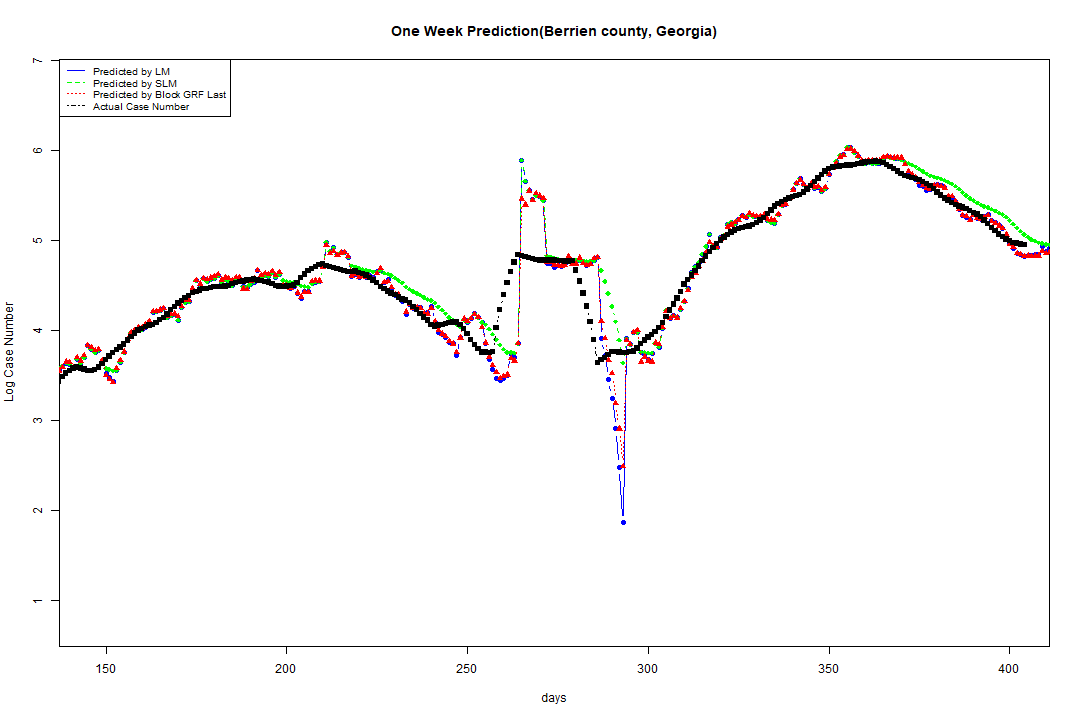 One Week Prediction(Berrien county, Georgia)
7
Predicted by LM
Predicted by SLM
Predicted by Block GRF Last
Actual Case Number
6
5
4
3
2
1
Log Case Number
150 200 250 300 350 400
days